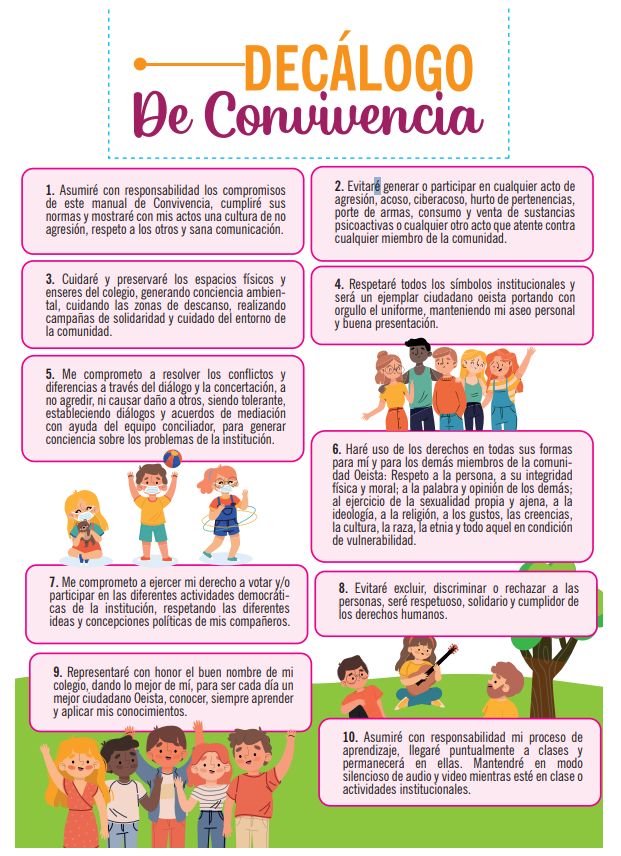 DECÁLOGO
De Convivencia
1. Asumiré con responsabilidad los compromisos
de este manual de Convivencia, cumpliré sus
normas y mostraré con mis actos una cultura de no
agresión, respeto a los otros y sana comunicación.
2. Evitaré generar o participar en cualquier acto de
agresión, acoso, ciberacoso, hurto de pertenencias,
porte de armas, consumo y venta de sustancias
psicoactivas o cualquier otro acto que atente contra
cualquier miembro de la comunidad.
3. Cuidaré y preservaré los espacios físicos y
enseres del colegio, generando conciencia ambien-
tal, cuidando las zonas de descanso, realizando
campañas de solidaridad y cuidado del entorno de
la comunidad.
4. Respetaré todos los símbolos institucionales y
será un ejemplar ciudadano oeista portando con
orgullo el uniforme, manteniendo mi aseo personal
y buena presentación.
5. Me comprometo a resolver los conflictos y
diferencias a través del diálogo y la concertación, a
no agredir, ni causar daño a otros, siendo tolerante,
estableciendo diálogos y acuerdos de mediación
con ayuda del equipo conciliador, para generar
conciencia sobre los problemas de la institución.
6. Haré uso de los derechos en todas sus formas
para mí y para los demás miembros de la comuni-
dad Oeista: Respeto a la persona, a su integridad
física y moral; a la palabra y opinión de los demás;
al ejercicio de la sexualidad propia y ajena, a la
ideología, a la religión, a los gustos, las creencias,
la cultura, la raza, la etnia y todo aquel en condición
de vulnerabilidad.
7. Me comprometo a ejercer mi derecho a votar y/o
participar en las diferentes actividades democráti-
cas de la institución, respetando las diferentes
ideas y concepciones políticas de mis compañeros.
8. Evitaré excluir, discriminar o rechazar a las
personas, seré respetuoso, solidario y cumplidor de
los derechos humanos.
9. Representaré con honor el buen nombre de mi
colegio, dando lo mejor de mí, para ser cada día un
mejor ciudadano Oeista, conocer, siempre aprender
y aplicar mis conocimientos.
10. Asumiré con responsabilidad mi proceso de
aprendizaje, llegaré puntualmente a clases y
permanecerá en ellas. Mantendré en modo
silencioso de audio y video mientras esté en clase o
actividades institucionales.